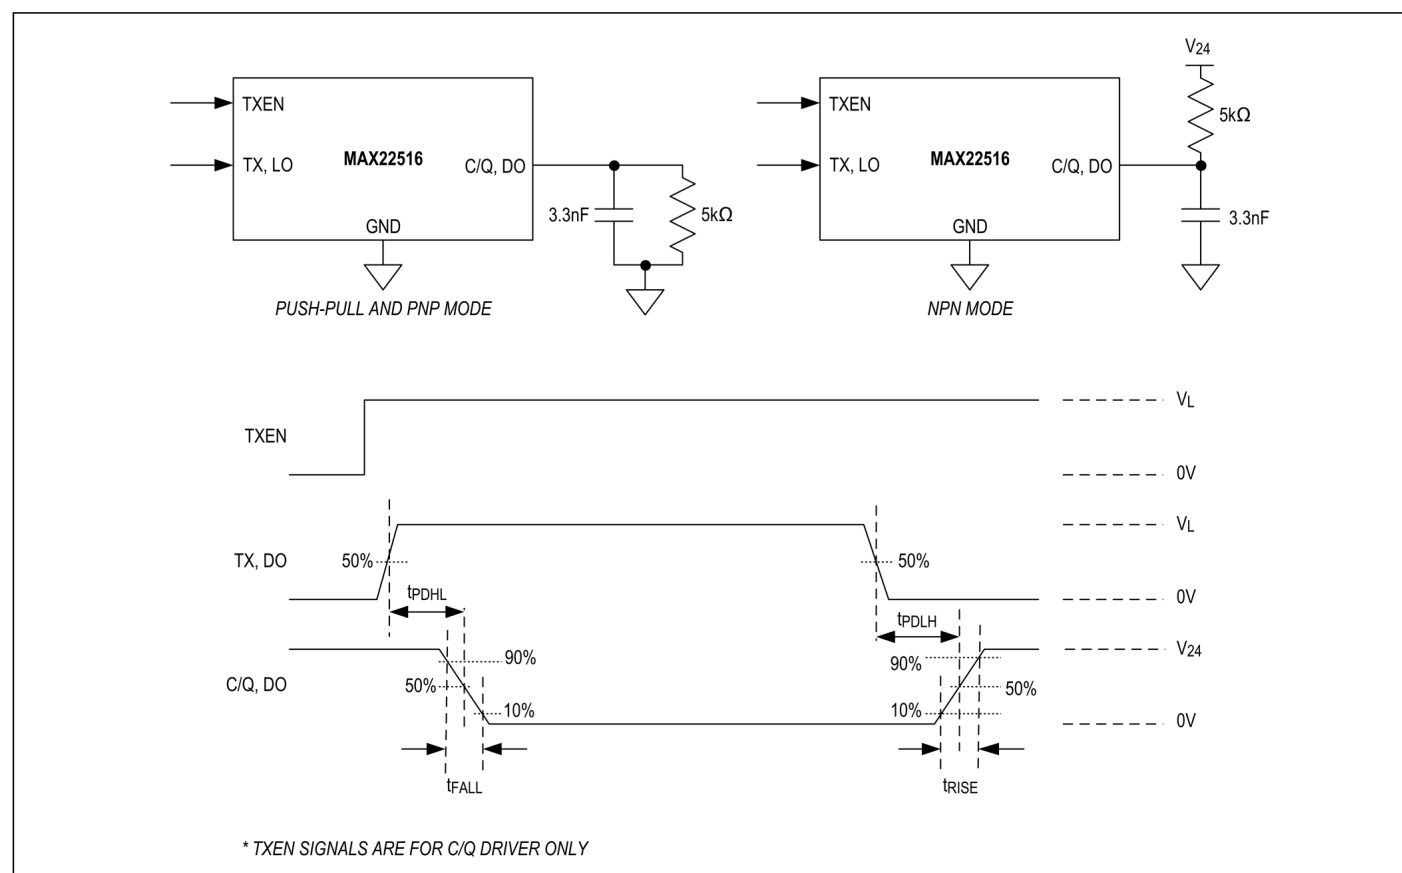 V24
TXEN
TX, LO
MAX22516
C/Q, DO
GND
3.3nF
5kΩ
PUSH-PULL AND PNP MODE
TXEN
TX, LO
MAX22516
C/Q, DO
GND
5kΩ
3.3nF
NPN MODE
TXEN
VL
0V
TX, DO
50%
50%
VL
0V
tPDHL
tPDLH
C/Q, DO
90%
50%
10%
90%
50%
10%
V24
0V
tFALL
tRISE
* TXEN SIGNALS ARE FOR C/Q DRIVER ONLY